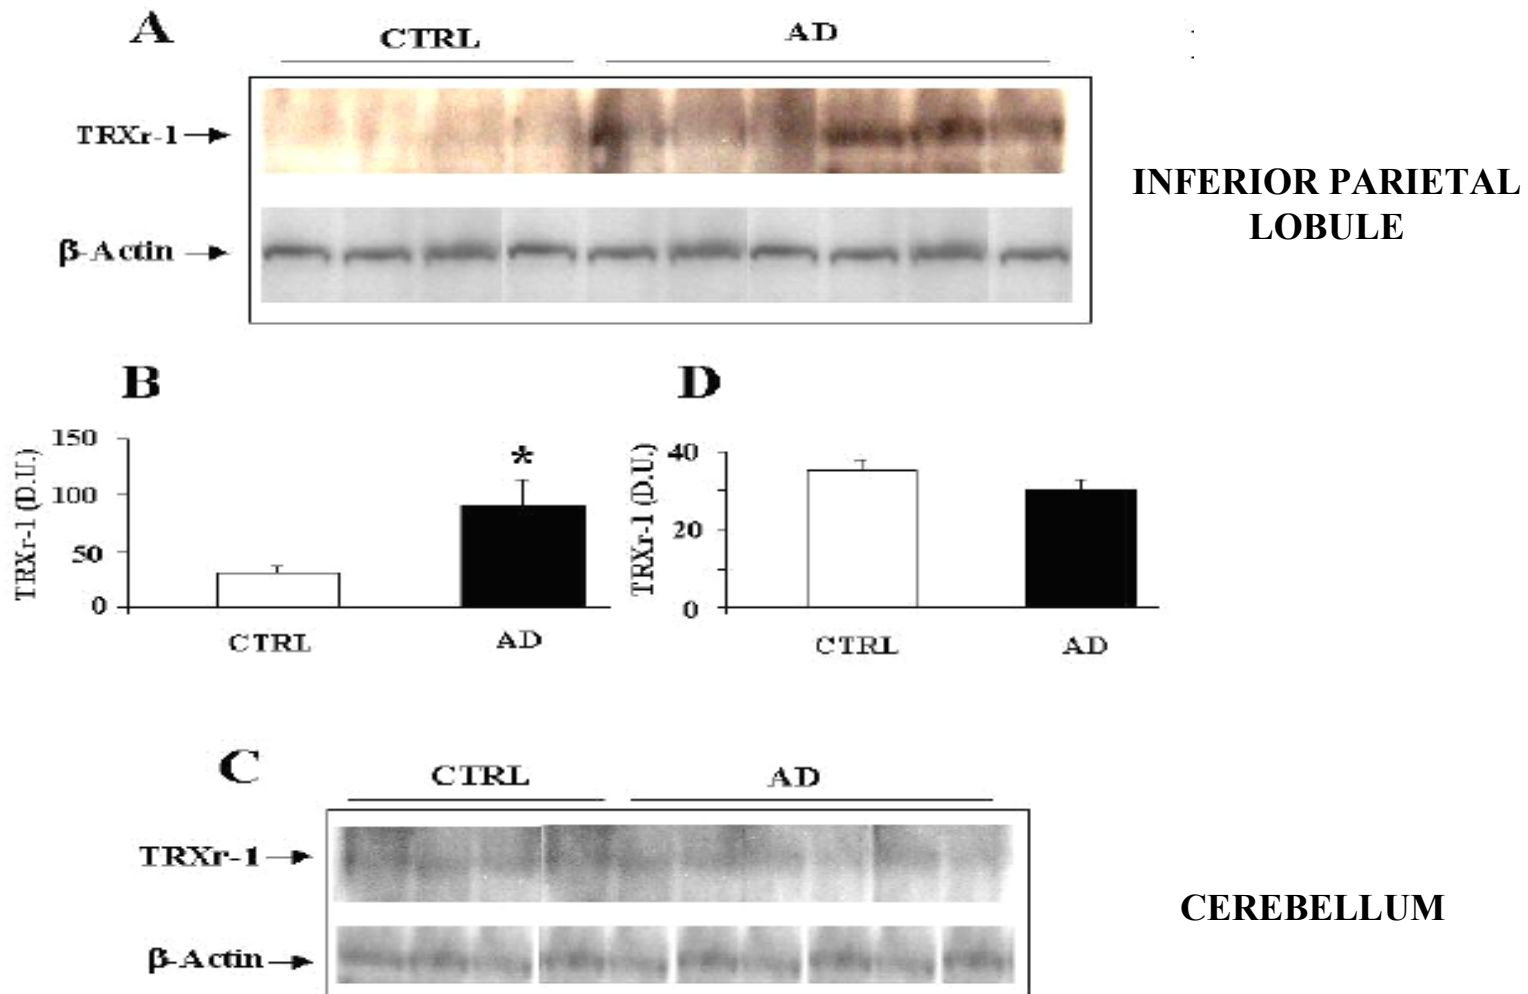 A
CTRL
AD
TRXr-1
β-Actin
INFERIOR PARIETAL
LOBULE
B
TRXr-1 (D.U.)
150
100
50
0
*
CTRL
AD
D
TRXr-1 (D.U.)
40
20
0
CTRL
AD
C
CTRL
AD
TRXr-1
β-Actin
CEREBELLUM